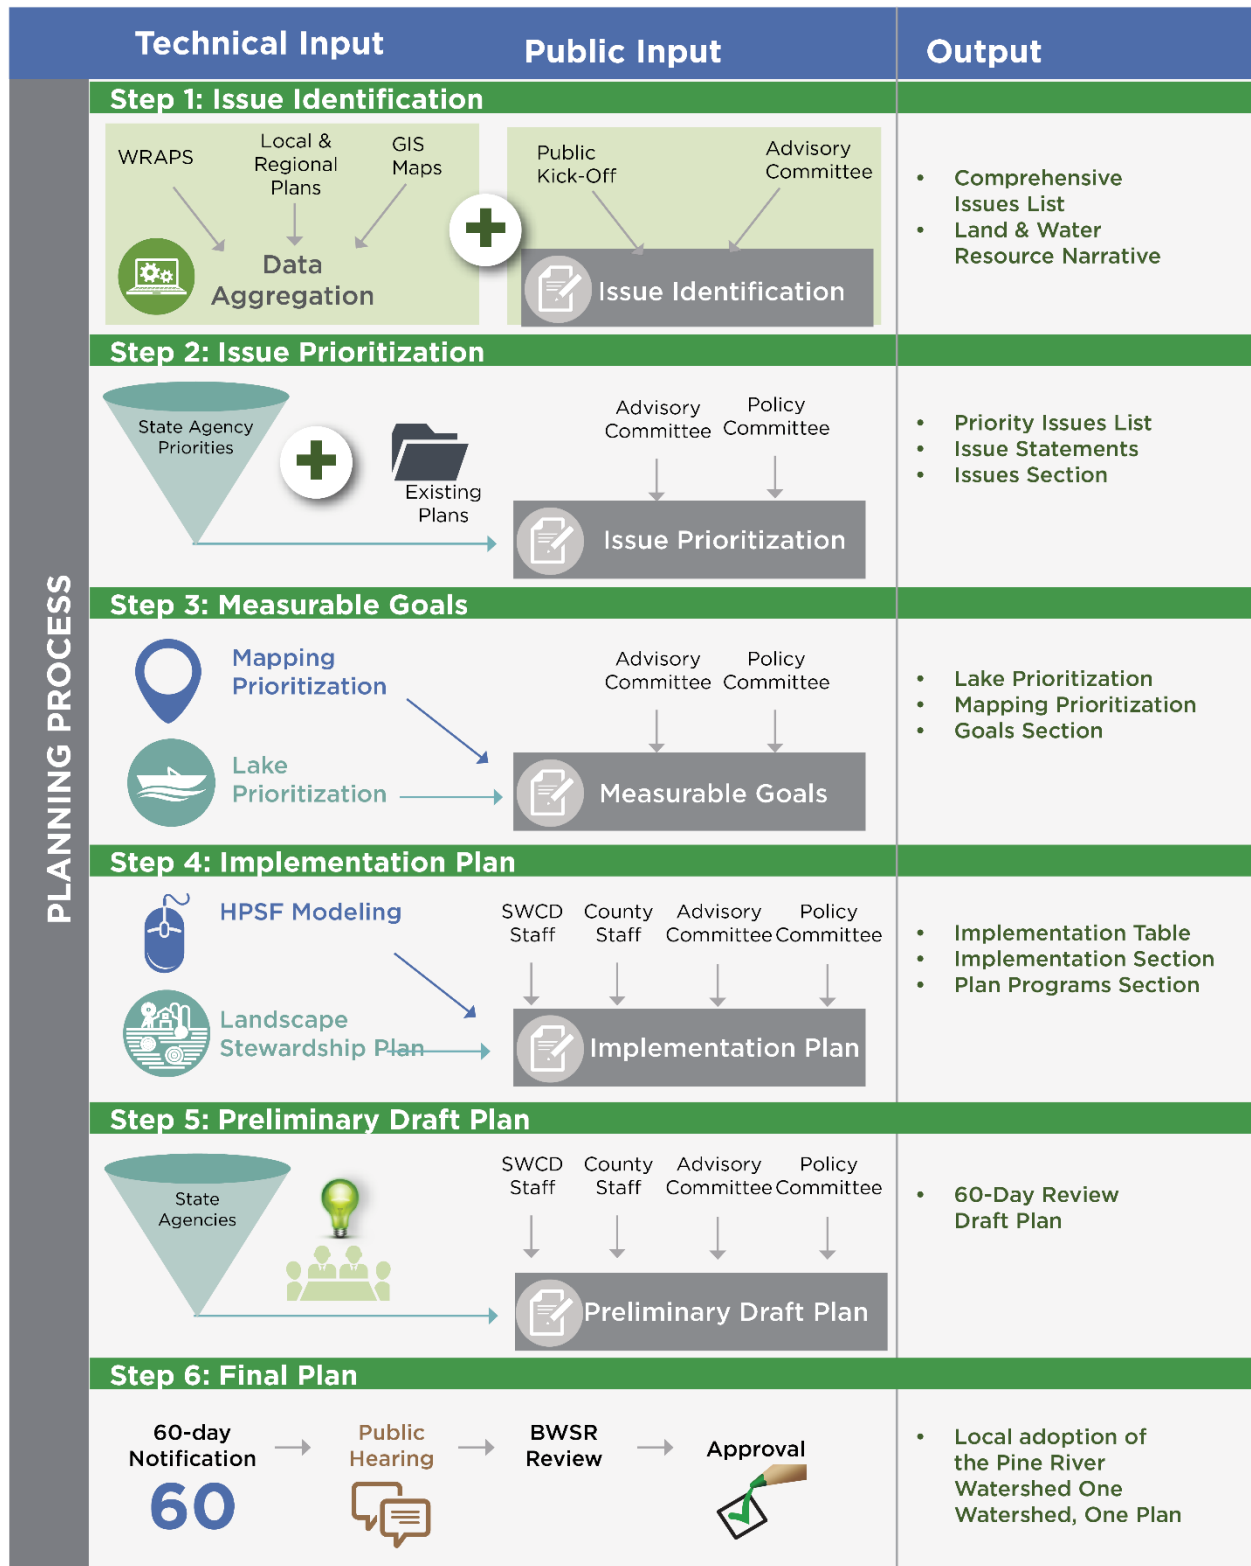 Technical Input
Public Input
Output
PLANNING PROCESS
Step 1: Issue Identification
WRAPS
Local &
Regional
Plans
GIS
Maps
Data
Aggregation
Public
Kick-Off
Advisory
Committee
Issue Identification
• Comprehensive
Issues List
• Land & Water
Resource Narrative
Step 2: Issue Prioritization
State Agency
Priorities
Existing
Plans
Advisory
Committee
Policy
Committee
Issue Prioritization
• Priority Issues List
• Issue Statements
• Issues Section
Step 3: Measurable Goals
Mapping
Prioritization
Lake
Prioritization
Advisory
Committee
Policy
Committee
Measurable Goals
• Lake Prioritization
• Mapping Prioritization
• Goals Section
Step 4: Implementation Plan
HPSF Modeling
Landscape
Stewardship Plan
SWCD
Staff
County
Staff
Advisory
Committee
Policy
Committee
Implementation Plan
• Implementation Table
• Implementation Section
• Plan Programs Section
Step 5: Preliminary Draft Plan
State
Agencies
SWCD
Staff
County
Staff
Advisory
Committee
Policy
Committee
Preliminary Draft Plan
• 60-Day Review
Draft Plan
Step 6: Final Plan
60-day
Notification
60
Public
Hearing
BWSR
Review
Approval
• Local adoption of
the Pine River
Watershed One
Watershed, One Plan